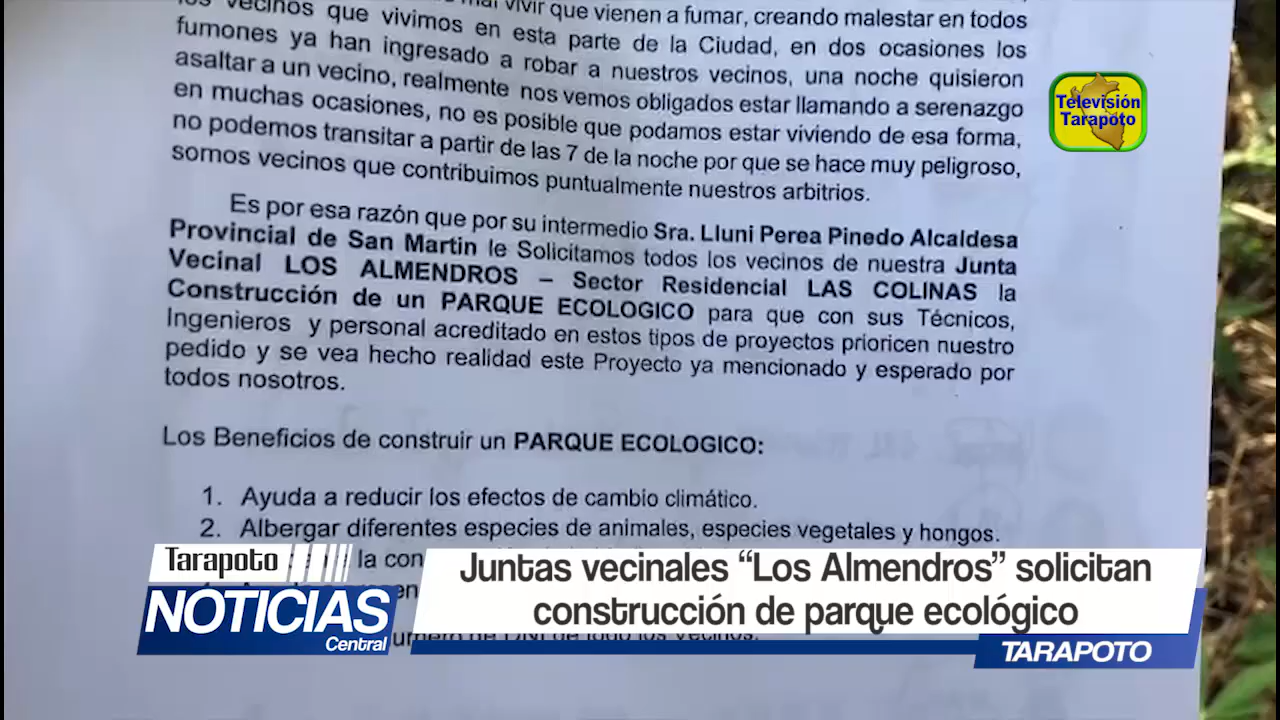 los vecinos que vivimos en esta parte de la Ciudad, en dos ocasiones los
vivir que vienen a fumar, creando malestar en todos
fumones ya han ingresado a robar a nuestros vecinos, una noche quisieron
asaltar a un vecino, realmente nos vemos obligados estar llamando a serenazgo
en muchas ocasiones, no es posible que podamos estar viviendo de esa forma,
no podemos transitar a partir de las 7 de la noche por que se hace muy peligroso,
somos vecinos que contribuimos puntualmente nuestros arbitrios.
Es por esa razón que por su intermedio Sra. Lluni Perea Pinedo Alcaldesa
Provincial de San Martin le Solicitamos todos los vecinos de nuestra Junta
Vecinal LOS ALMENDROS – Sector Residencial LAS COLINAS la
Construcción de un PARQUE ECOLOGICO para que con sus Técnicos,
Ingenieros y personal acreditado en estos tipos de proyectos prioricen nuestro
pedido y se vea hecho realidad este Proyecto ya mencionado y esperado por
todos nosotros.
Los Beneficios de construir un PARQUE ECOLOGICO:
1. Ayuda a reducir los efectos de cambio climático.
2. Albergar diferentes especies de animales, especies vegetales y hongos.
la
Televisión
Tarapoto
Tarapoto
NOTICIAS
Central
Juntas vecinales “Los Almendros” solicitan
construcción de parque ecológico
TARAPOTO